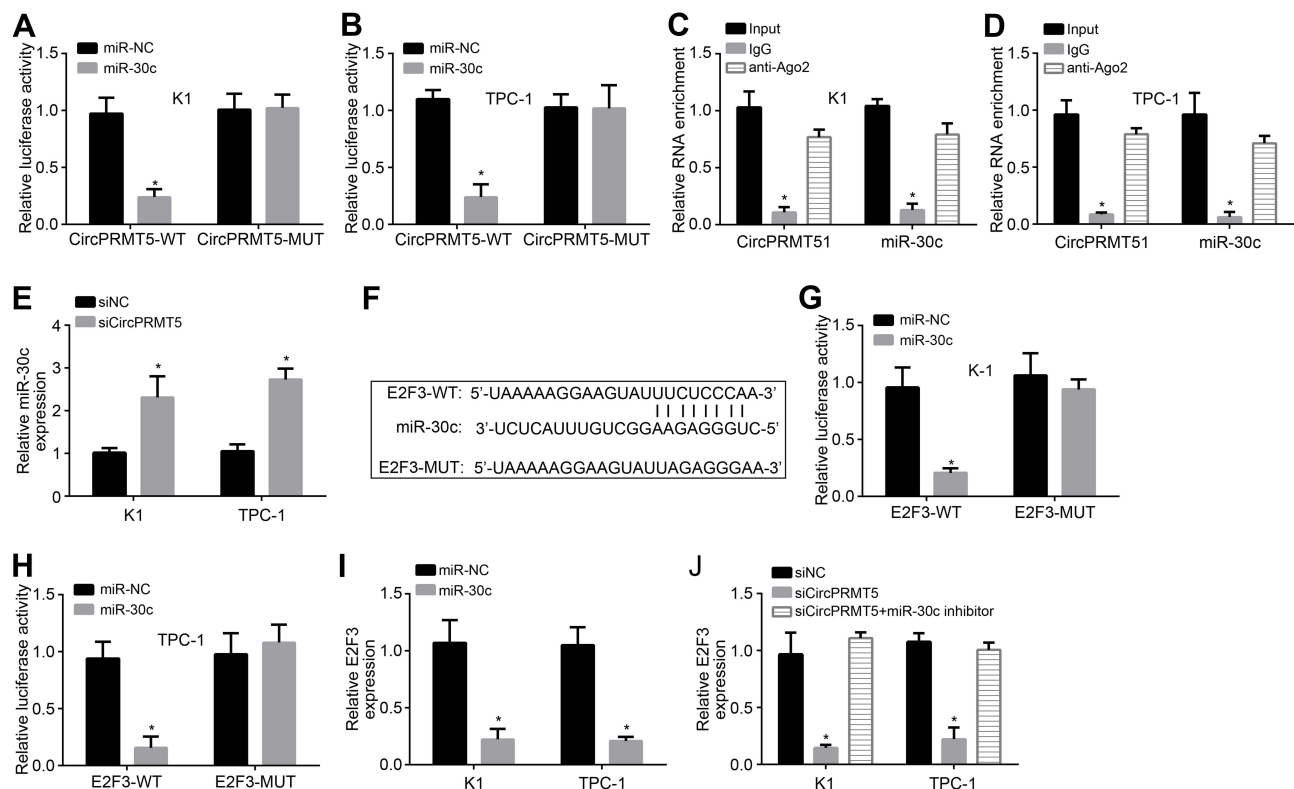 A
Relative luciferase activity
1.5
1.0
0.5
0.0
miR-NC
miR-30c
K1
CircPRMT5-WT CircPRMT5-MUT
B
Relative luciferase activity
1.5
1.0
0.5
0.0
miR-NC
miR-30c
TPC-1
*
CircPRMT5-WT CircPRMT5-MUT
C
Relative RNA enrichment
1.5
1.0
0.5
0.0
Input
IgG
anti-Ago2
K1
* *
CircPRMT51 miR-30c
D
Relative RNA enrichment
1.5
1.0
0.5
0.0
Input
IgG
anti-Ago2
TPC-1
* *
CircPRMT51 miR-30c
E
Relative miR-30c
expression
4
3
2
1
0
siNC
siCircPRMT5
* *
K1 TPC-1
F
E2F3-WT: 5'-UAAAAAGGAAGUAUUUCUCCCAA-3'
miR-30c: 3'-UCUCAUUUGUCGGAAGAGGGUC-5'
E2F3-MUT: 5'-UAAAAAGGAAGUAUUAGAGGGAA-3'
G
Relative luciferase activity
1.5
1.0
0.5
0.0
miR-NC
miR-30c
K-1
*
E2F3-WT E2F3-MUT
H
Relative luciferase activity
1.5
1.0
0.5
0.0
miR-NC
miR-30c
TPC-1
*
E2F3-WT E2F3-MUT
I
Relative E2F3
expression
1.5
1.0
0.5
0.0
miR-NC
miR-30c
* *
K1 TPC-1
J
Relative E2F3
expression
1.5
1.0
0.5
0.0
siNC
siCircPRMT5
siCircPRMT5+miR-30c inhibitor
* *
K1 TPC-1